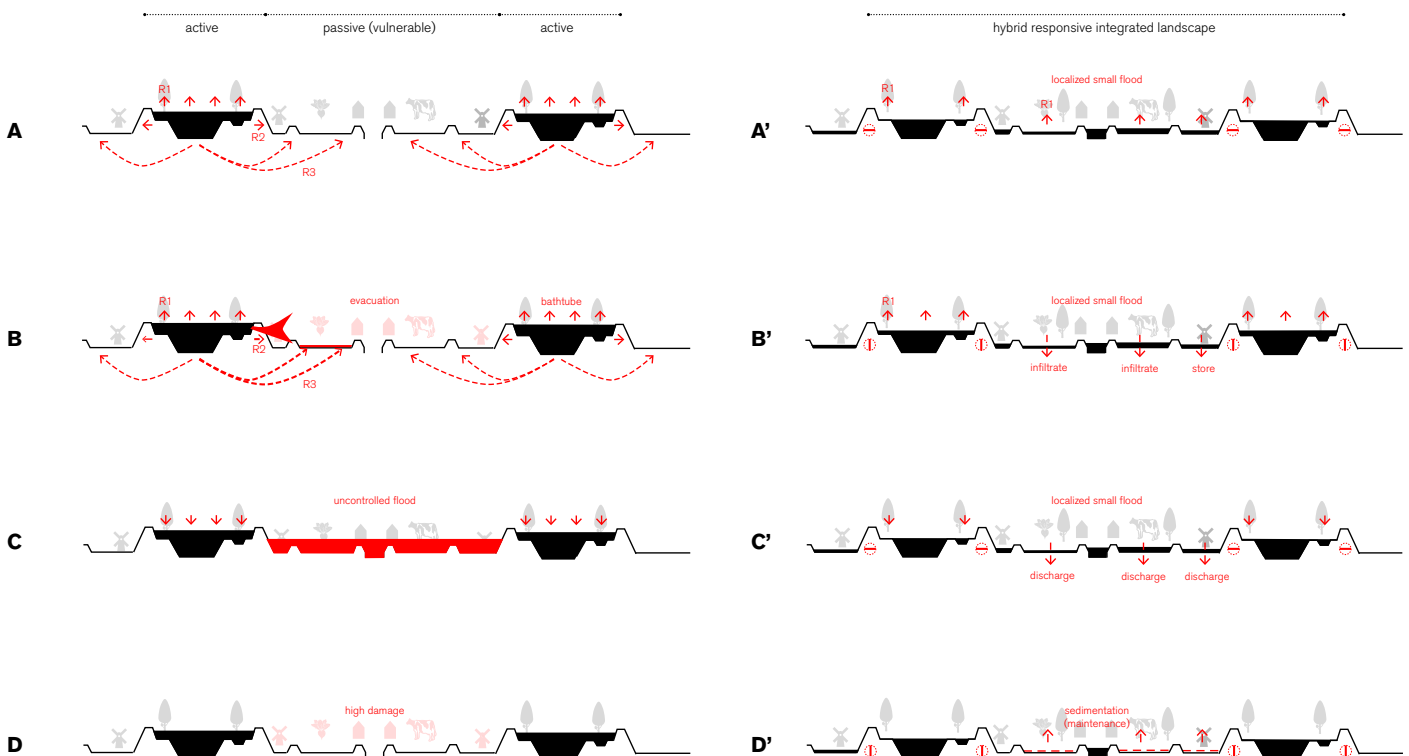 active passive (vulnerable) active
hybrid responsive integrated landscape
A
R1
R2
R3
A'
R1
localized small flood
R1
B
R1
evacuation
bathtube
R2
R3
B'
R1
localized small flood
infiltrate infiltrate store
C
uncontrolled flood
C'
localized small flood
discharge discharge discharge
D
high damage
D'
sedimentation
(maintenance)